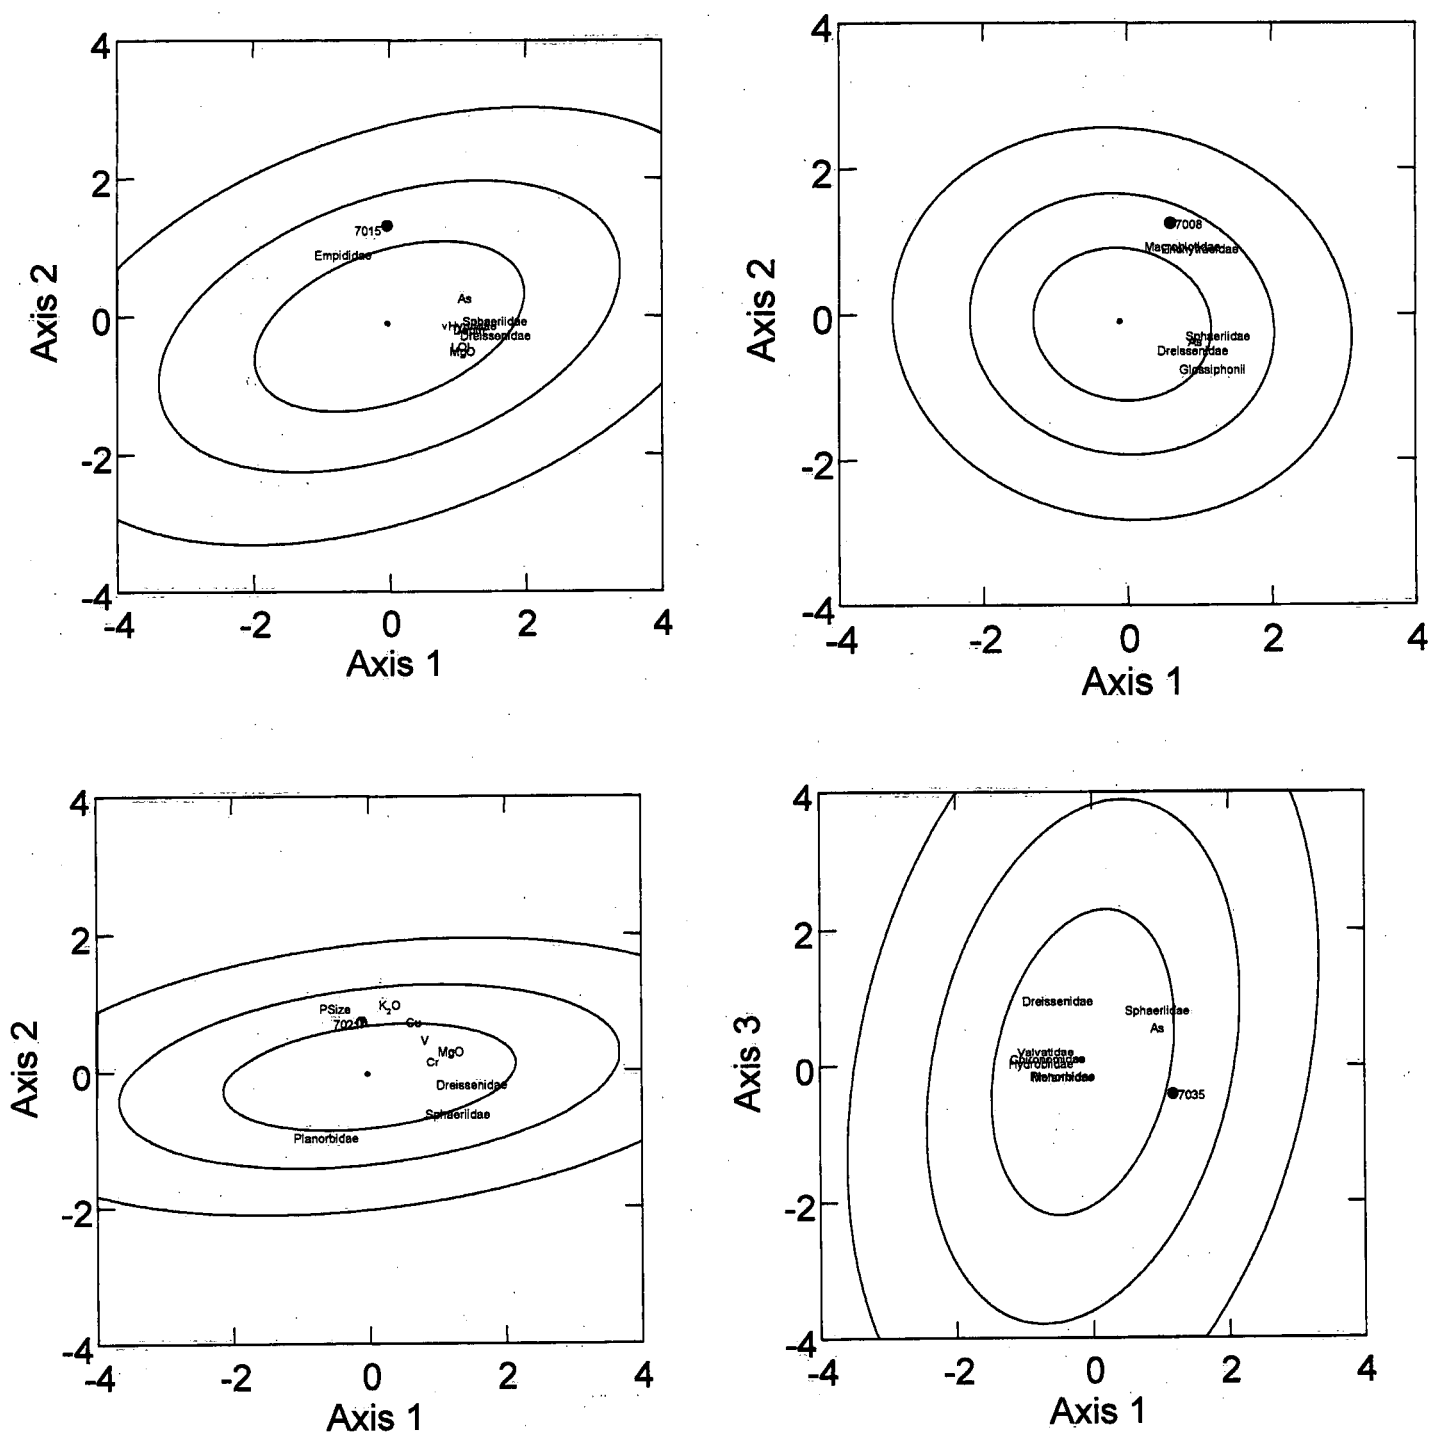 4
2
0
-2
-4
Axis 2
7015
Empididae
As
Sphaeriidae
Dreissenidae
LOI
MgO
-4
-2
0
2
4
Axis 1
4
2
0
-2
-4
Axis 2
7008
Sphaeriidae
As
Dreissenidae
Glossiphonii
-4
-2
0
2
4
Axis 1
4
2
0
-2
-4
Axis 2
PSize
K₂O
Cu
V
MgO
Cr
Dreissenidae
Sphaeriidae
Planorbidae
-4
-2
0
2
4
Axis 1
4
2
0
-2
-4
Axis 3
Dreissenidae
Sphaeriidae
As
Valvatidae
Chironomidae
Hydrobiidae
7035
-4
-2
0
2
4
Axis 1